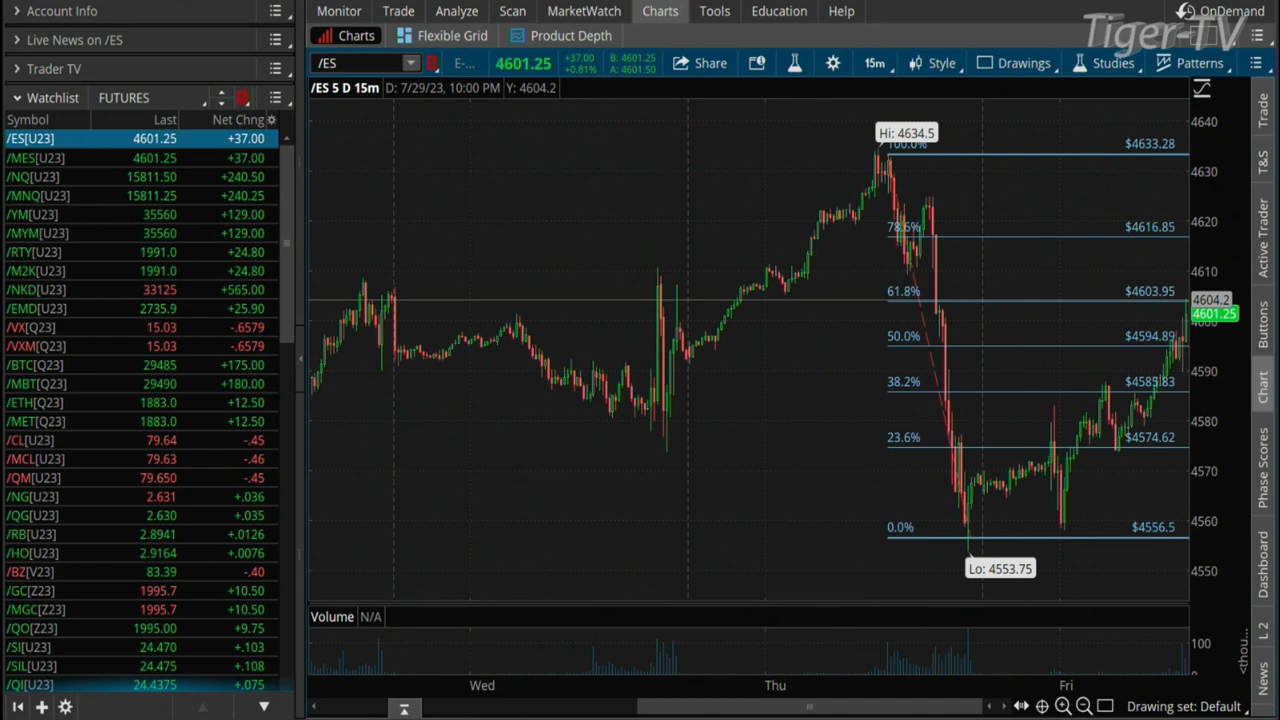 Account Info
Live News on /ES
Trader TV
Watchlist FUTURES
Symbol Last Net Chng
/ES[U23] 4601.25 +37.00
/MES[U23] 4601.25 +37.00
/NQ[U23] 15811.50 +240.50
/MNQ[U23] 15811.25 +240.25
/YM[U23] 35560 +129.00
/MYM[U23] 35560 +129.00
/RTY[U23] 1991.0 +24.80
/M2K[U23] 1991.0 +24.80
/NKD[U23] 33125 +565.00
/EMD[U23] 2735.9 +25.90
/VX[Q23] 15.03 -.6579
/VXM[Q23] 15.03 -.6579
/BTC[Q23] 29485 +175.00
/MBT[Q23] 29490 +180.00
/ETH[Q23] 1883.0 +12.50
/MET[Q23] 1883.0 +12.50
/CL[U23] 79.64 -.45
/MCL[U23] 79.63 -.46
/QM[U23] 79.650 -.45
/NG[U23] 2.631 +.036
/QG[U23] 2.630 +.035
/RB[U23] 2.8941 +.0126
/HO[U23] 2.9164 +.0076
/BZ[V23] 83.39 -.40
/GC[Z23] 1995.7 +10.50
/MGC[Z23] 1995.7 +10.50
/QO[Z23] 1995.00 +9.75
/SI[U23] 24.470 +.103
/SIL[U23] 24.475 +.108
/QI[U23] 24.4375 +.075
Monitor Trade Analyze Scan MarketWatch Charts Tools Education Help OnDemand
Tiger-TV
Charts Flexible Grid Product Depth
/ES E-... 4601.25 +37.00 +0.81% B: 4601.25 A: 4601.50 Share 15m Style Drawings Studies Patterns
/ES 5 D 15m D: 7/29/23, 10:00 PM Y: 4604.2
Hi: 4634.5
100.0% $4633.28
78.6% $4616.85
61.8% $4603.95
50.0% $4594.89
38.2% $4585.83
23.6% $4574.62
0.0% $4556.5
Lo: 4553.75
4640
4630
4620
4610
4604.2
4601.25
4600
4590
4580
4570
4560
4550
Volume N/A
100
<thou...
Wed Thu Fri
Drawing set: Default
Trade
T&S
Active Trader
Buttons
Chart
Phase Scores
Dashboard
L 2
News